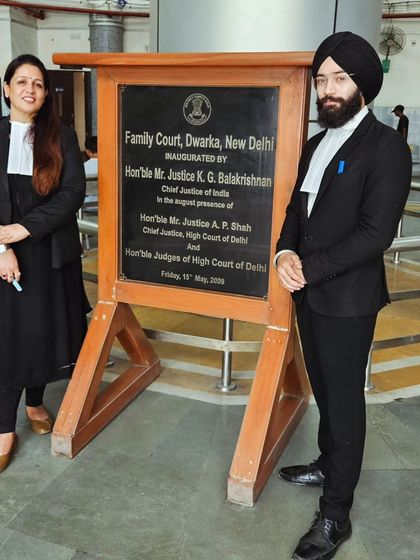 Family Court, Dwarka, New Delhi
INAUGURATED BY
Hon'ble Mr. Justice K. G. Balakrishnan
Chief Justice of India
In the august presence of
Hon'ble Mr. Justice A. P. Shah
Chief Justice, High Court of Delhi
And
Hon'ble Judges of High Court of Delhi
Friday, 15th May, 2009